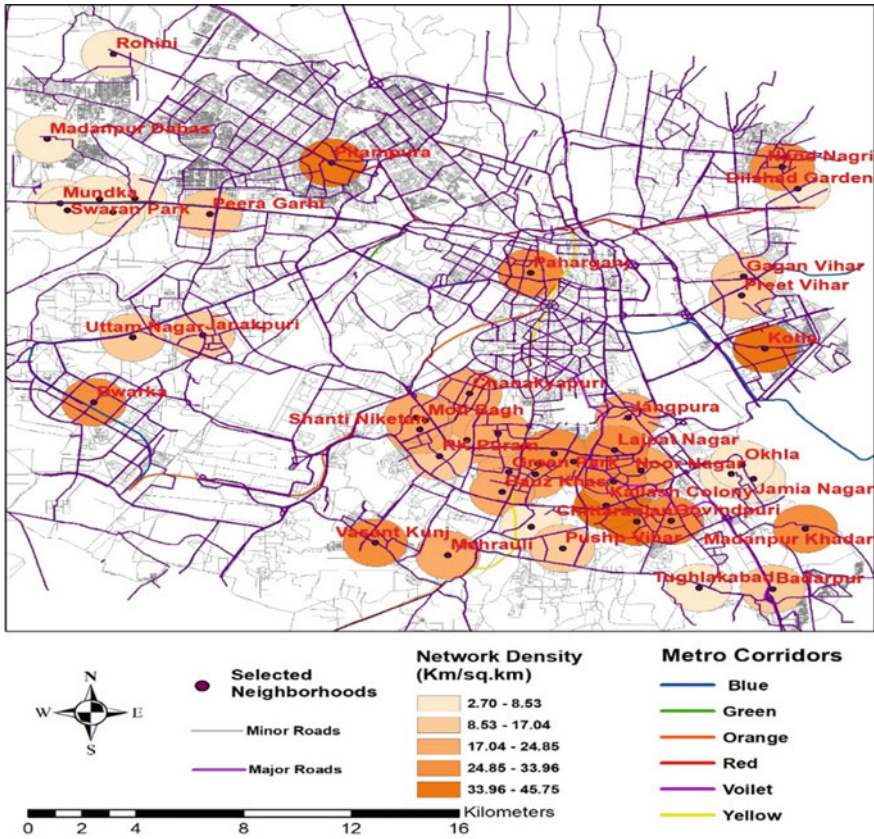 Rohini
Madanpur Dabas
Pitampura
Nand Nagri
Dilshad Garden
Mundka
Swaran Park
Peera Garhi
Paharganj
Gagan Vihar
Preet Vihar
Uttam Nagar
Janakpuri
Kotla
Dwarka
Chanakyapuri
Shanti Niketan
Moti Bagh
Jangpura
RK Puram
Lajpat Nagar
Green Park
Noor Nagar
Okhla
Hauz Khas
Kailash Colony
Jamia Nagar
Govindpuri
Vasant Kunj
Mehrauli
Pushp Vihar
Madanpur Khadar
Tughlakabad
Badarpur
N
W E
S
Selected
Neighborhoods
Minor Roads
Major Roads
Network Density
(Km/sq.km)
2.70 - 8.53
8.53 - 17.04
17.04 - 24.85
24.85 - 33.96
33.96 - 45.75
Metro Corridors
Blue
Green
Orange
Red
Voilet
Yellow
0 2 4 8 12 16
Kilometers